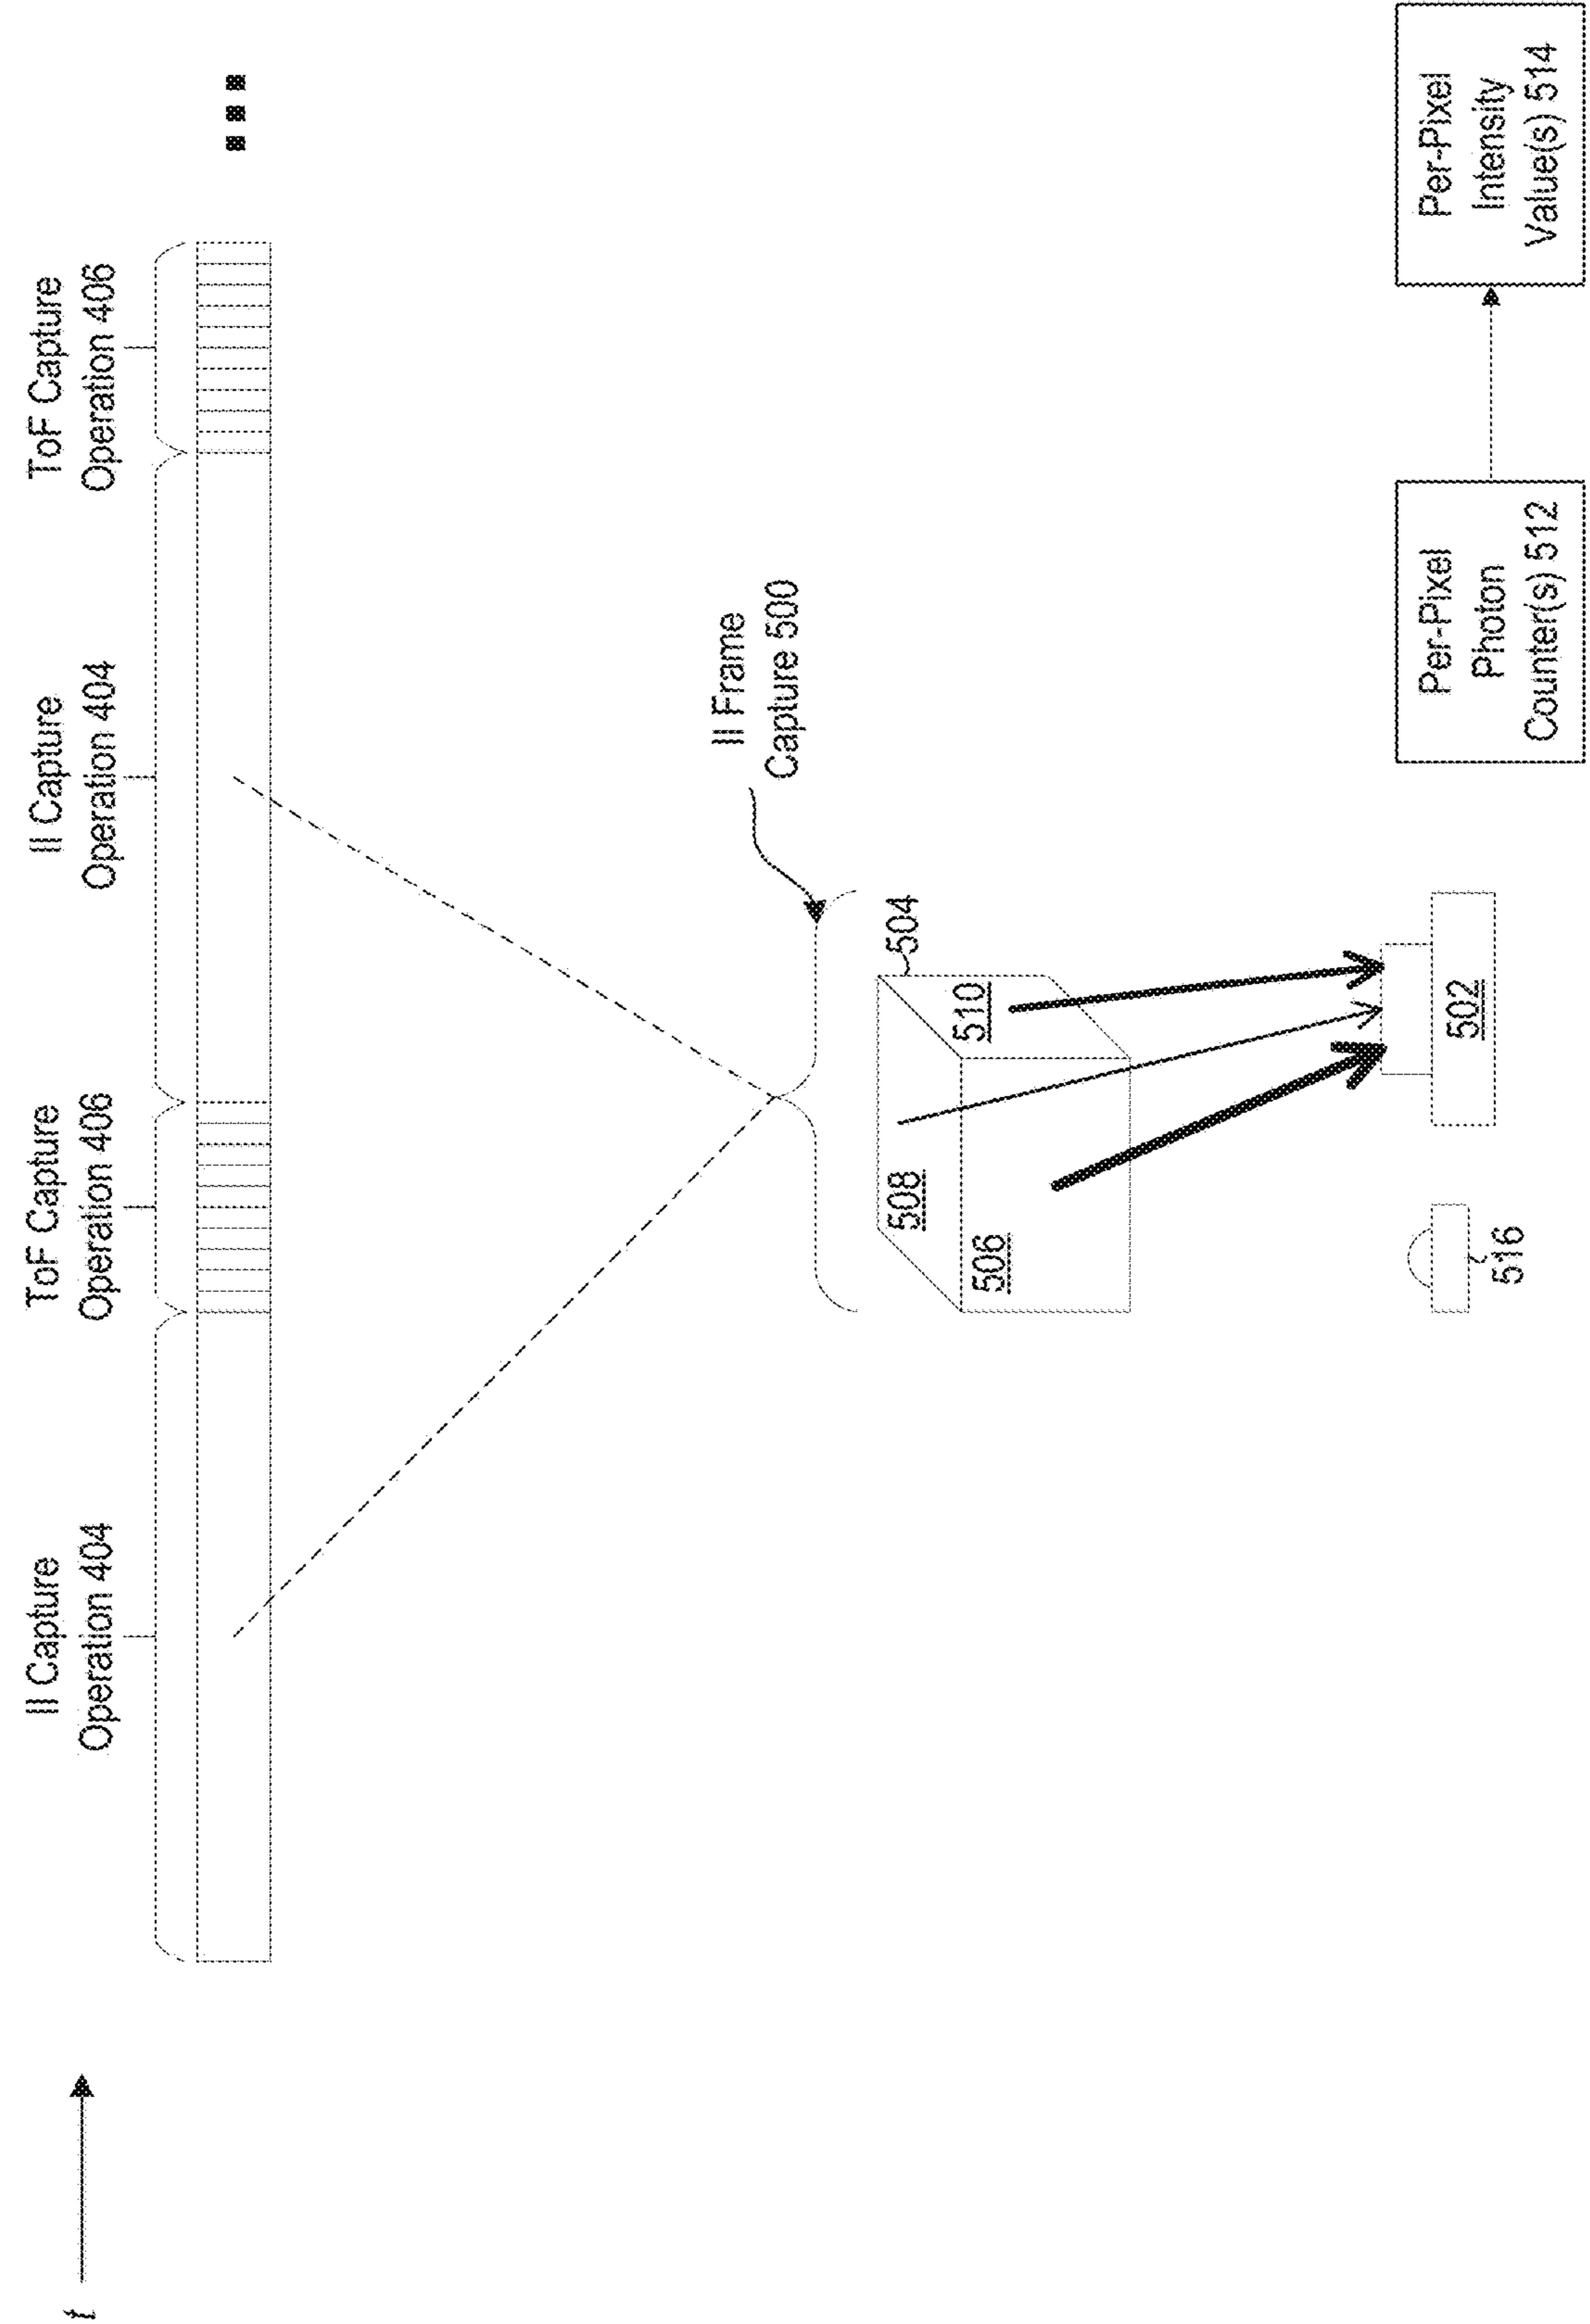 t
II Capture
Operation 404
ToF Capture
Operation 406
II Capture
Operation 404
ToF Capture
Operation 406
II Frame
Capture 500
504
508
510
506
502
516
Per-Pixel
Photon
Counter(s) 512
Per-Pixel
Intensity
Value(s) 514